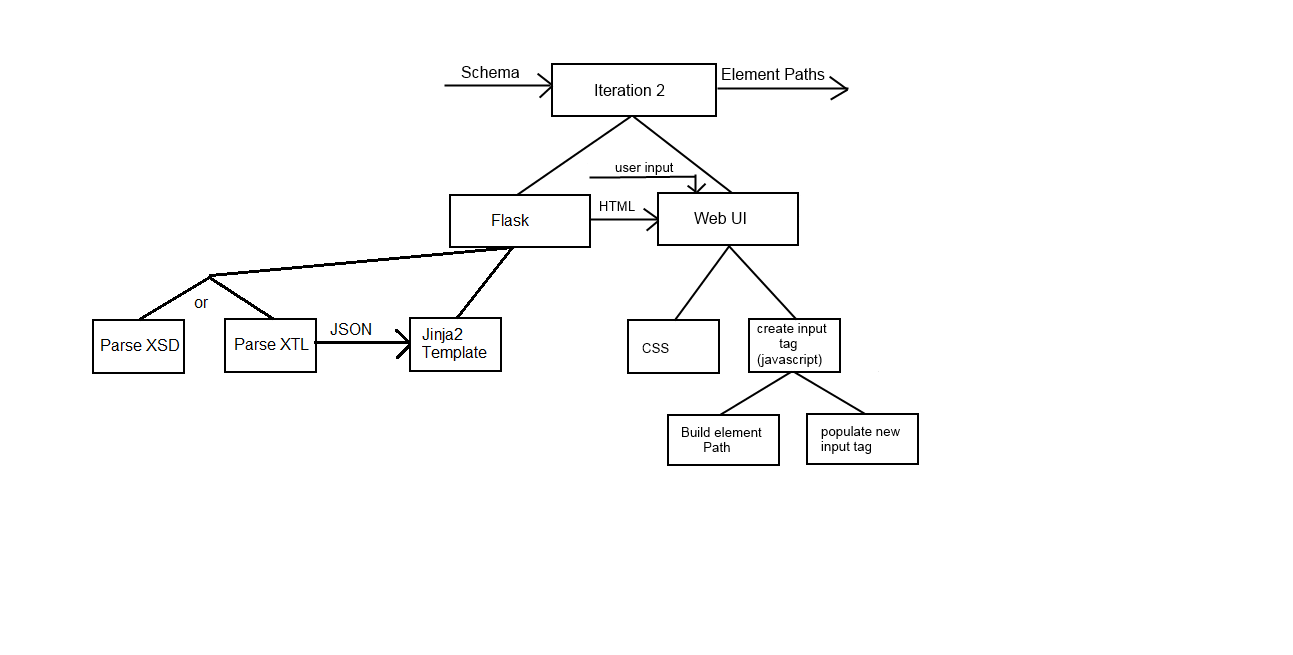 Schema
Iteration 2
Element Paths
user input
Flask
HTML
Web UI
or
Parse XSD
Parse XTL
JSON
Jinja2
Template
CSS
create input
tag
(javascript)
Build element
Path
populate new
input tag